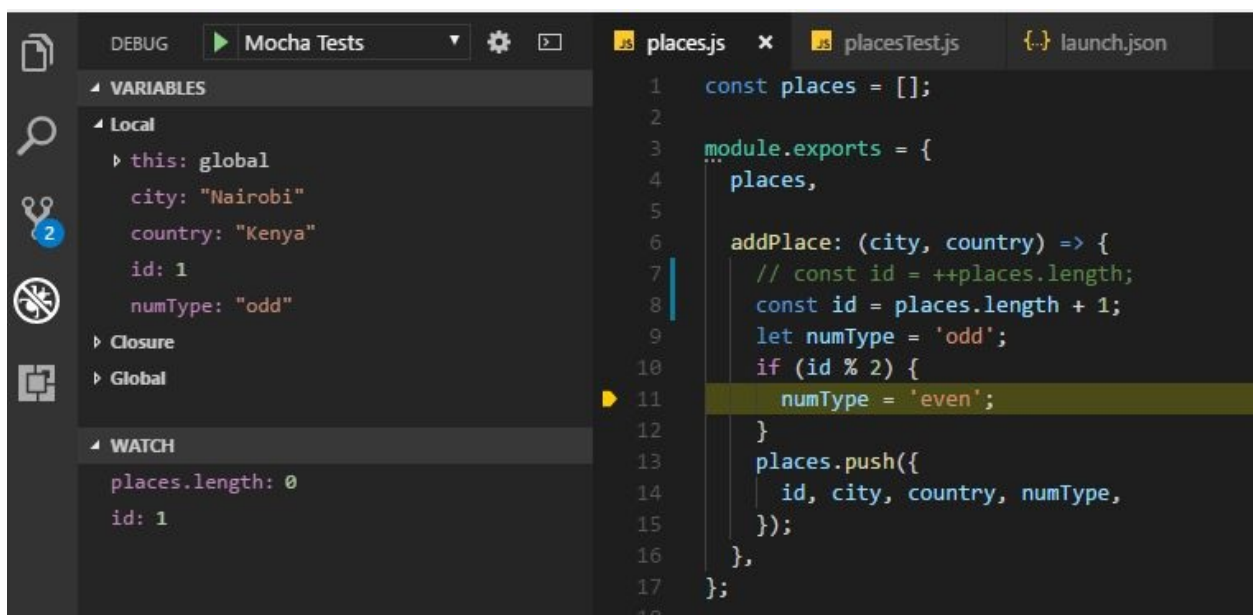 DEBUG Mocha Tests
VARIABLES
Local
this: global
city: "Nairobi"
country: "Kenya"
id: 1
numType: "odd"
Closure
Global
WATCH
places.length: 0
id: 1
2
JS places.js × JS placesTest.js {..} launch.json
1 const places = [];
2
3 module.exports = {
4 places,
5
6 addPlace: (city, country) => {
7 // const id = ++places.length;
8 const id = places.length + 1;
9 let numType = 'odd';
10 if (id % 2) {
11 numType = 'even';
12 }
13 places.push({
14 id, city, country, numType,
15 });
16 },
17 };